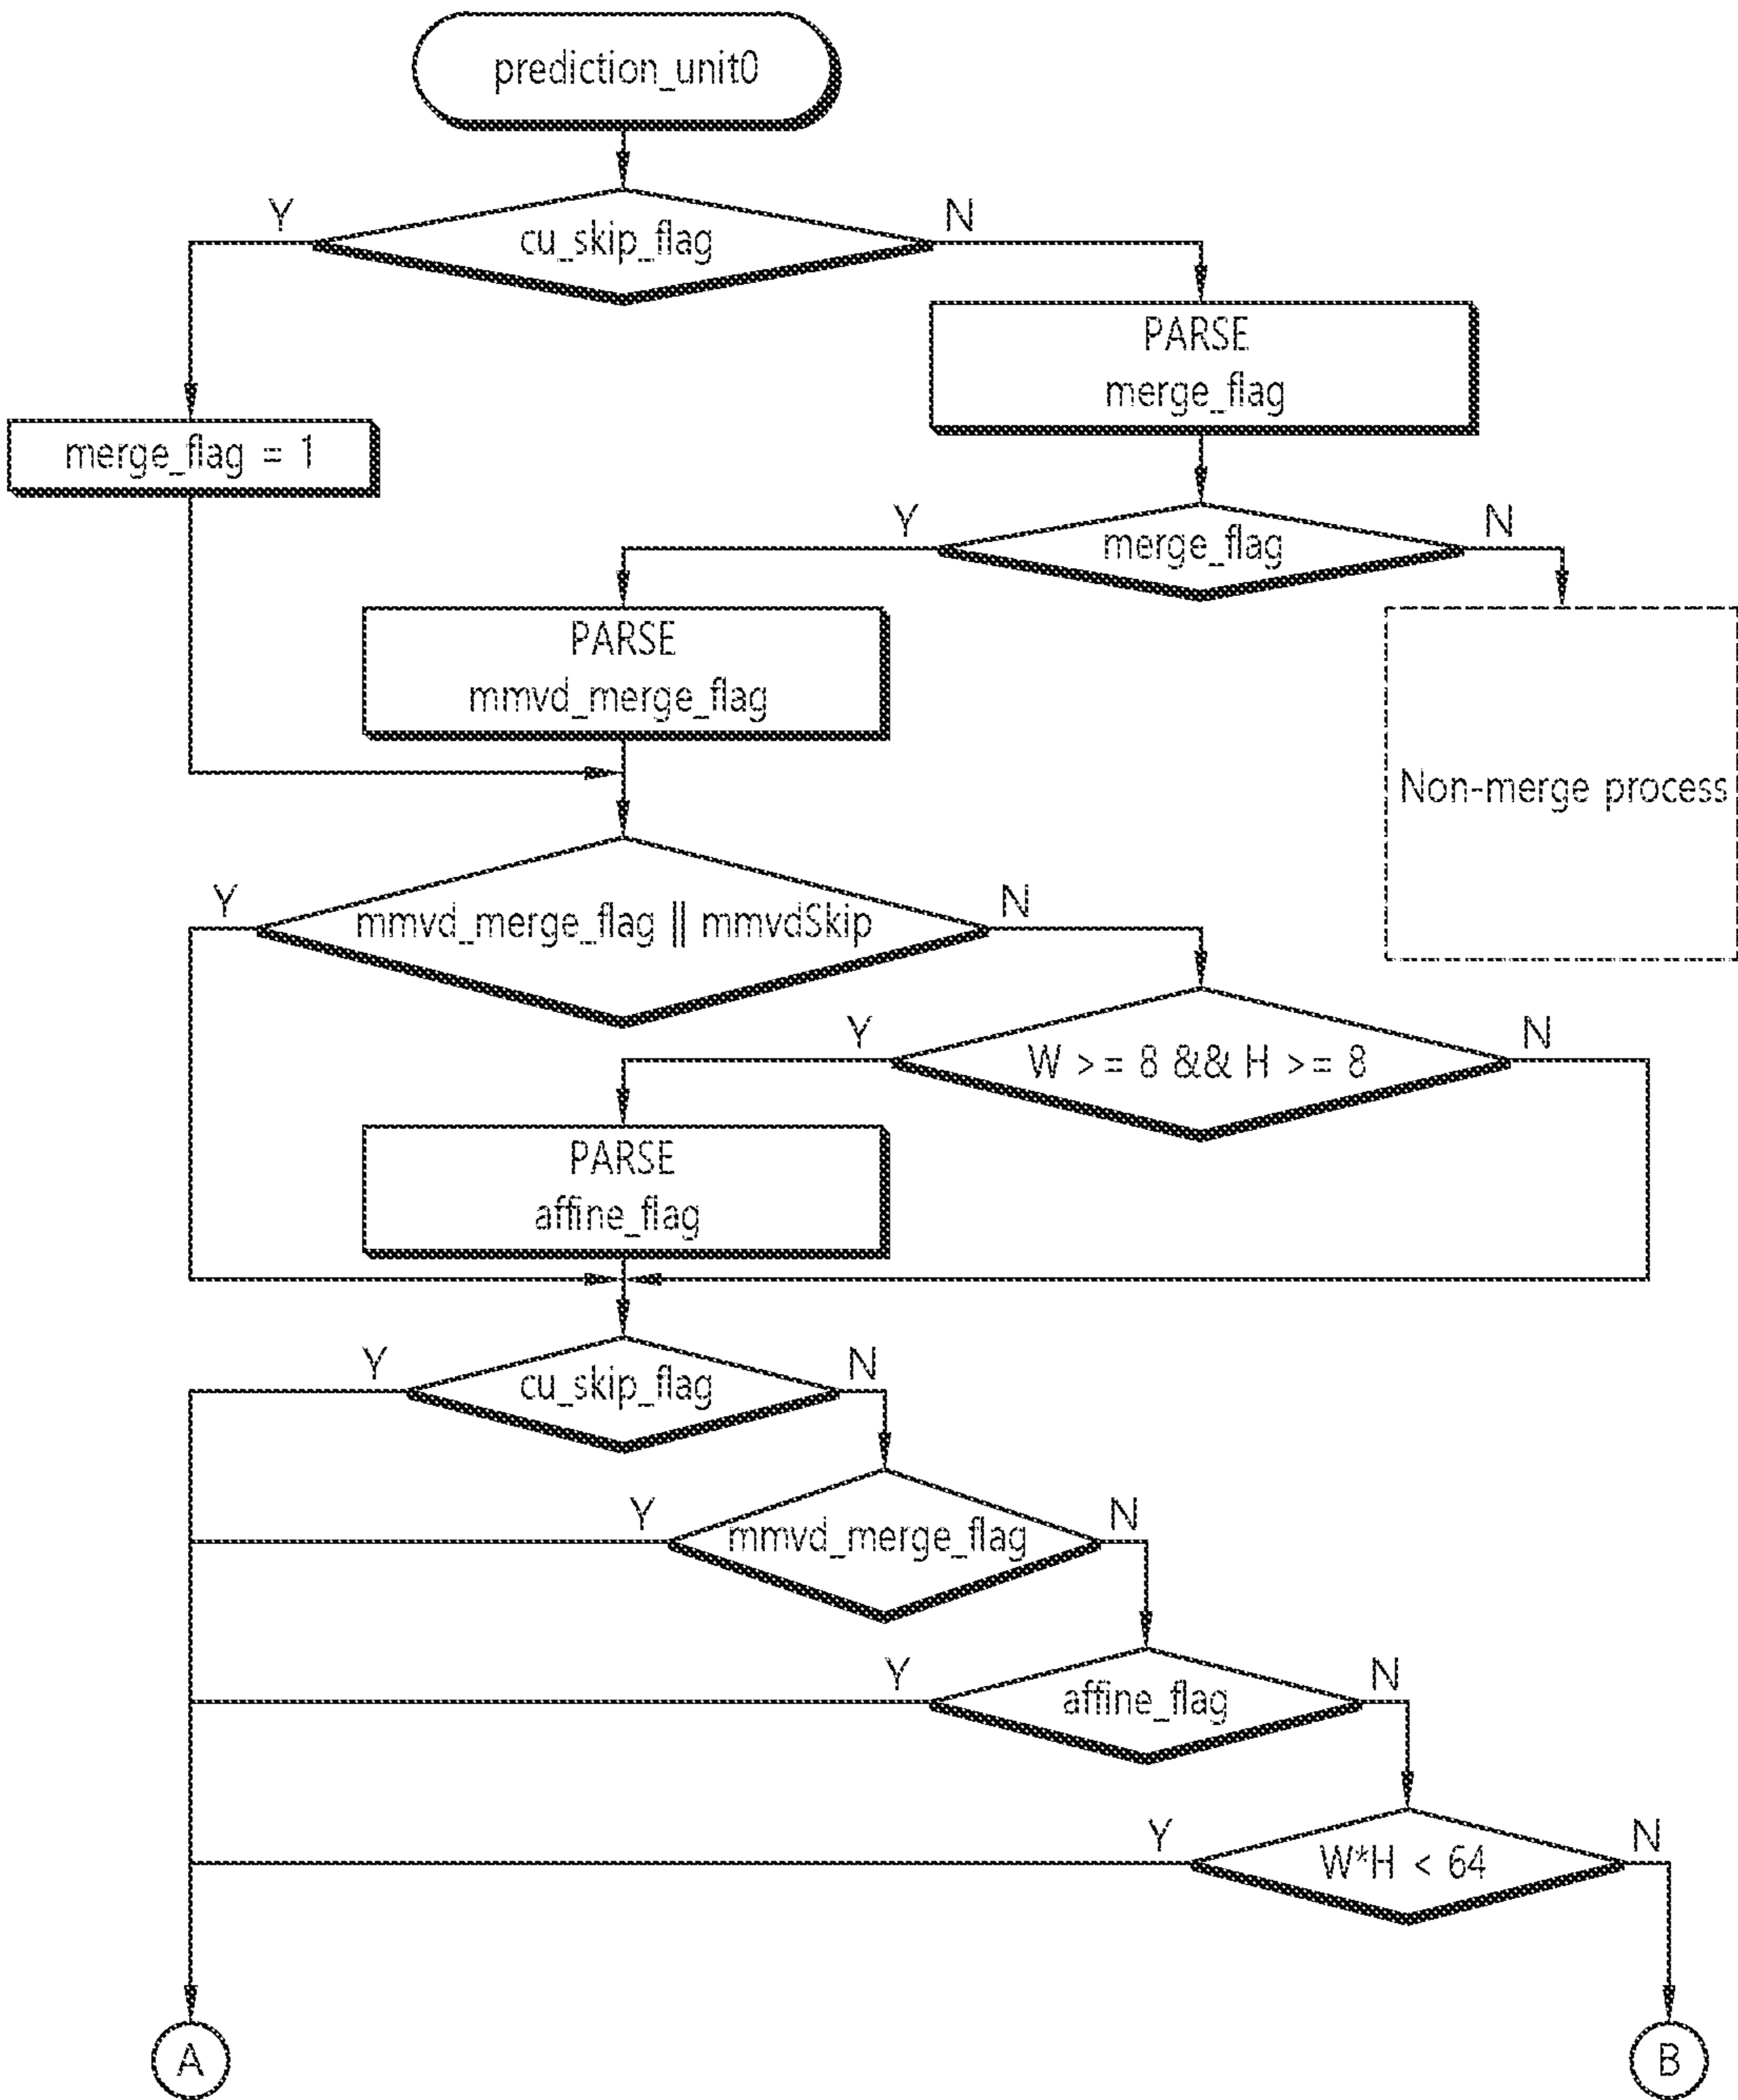 prediction_unit0
Y
N
cu_skip_flag
PARSE
merge_flag
merge_flag = 1
Y
N
merge_flag
PARSE
mmvd_merge_flag
Non-merge process
Y
N
mmvd_merge_flag || mmvdSkip
Y
N
W >= 8 && H >= 8
PARSE
affine_flag
Y
N
cu_skip_flag
Y
N
mmvd_merge_flag
Y
N
affine_flag
Y
N
W*H < 64
A
B